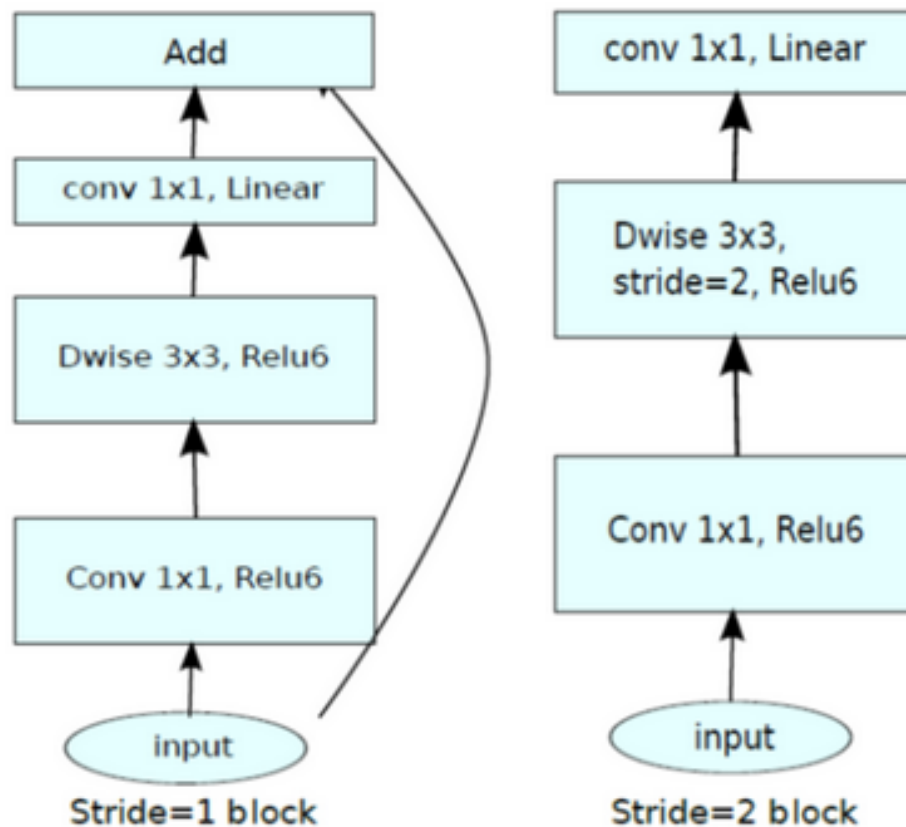 Add
conv 1x1, Linear
Dwise 3x3, Relu6
Conv 1x1, Relu6
input
Stride=1 block
conv 1x1, Linear
Dwise 3x3,
stride=2, Relu6
Conv 1x1, Relu6
input
Stride=2 block